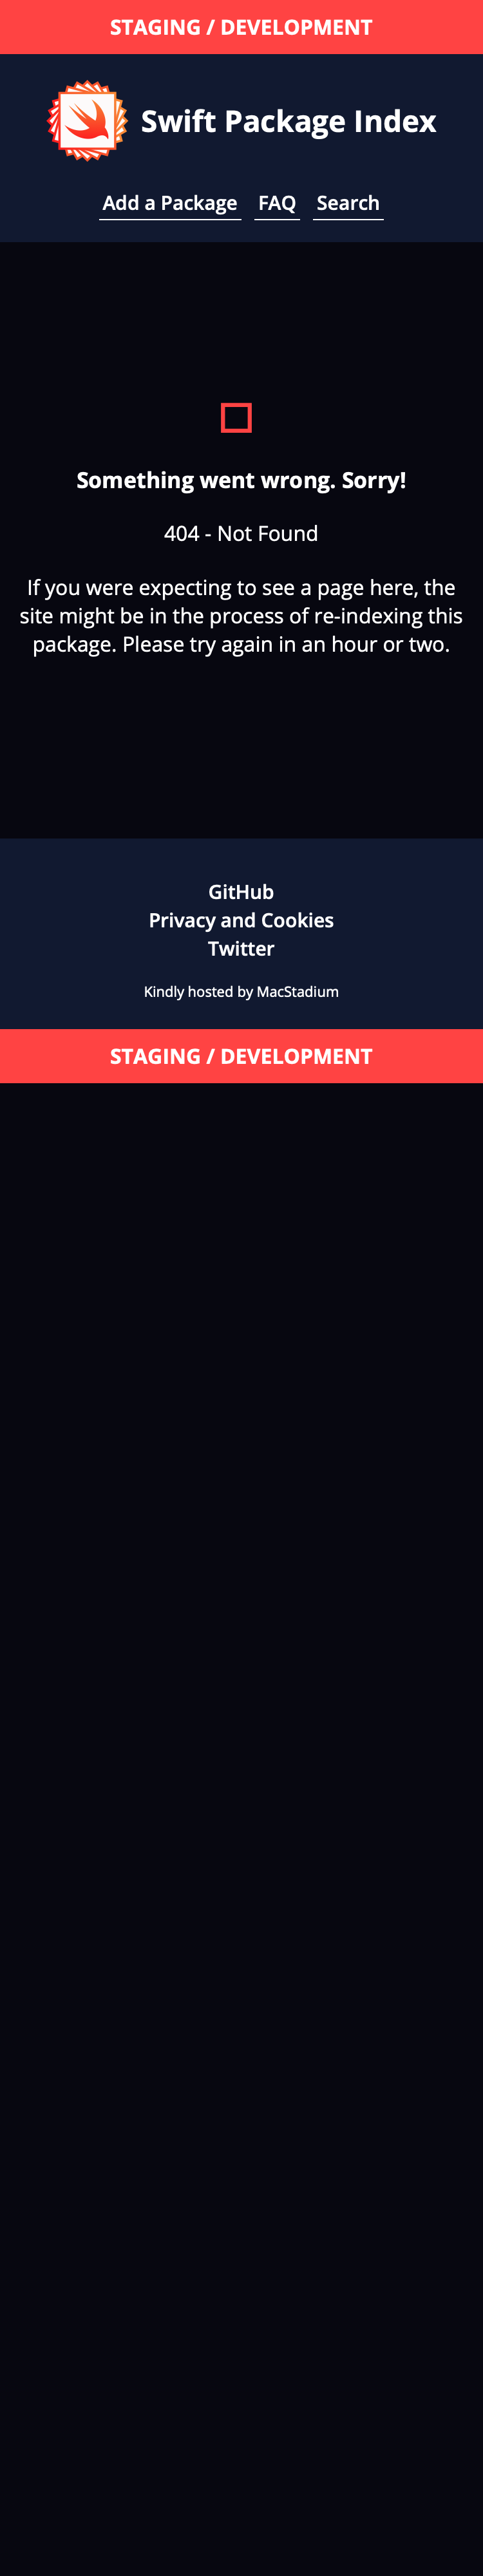 STAGING / DEVELOPMENT
Swift Package Index
Add a Package FAQ Search
Something went wrong. Sorry!
404 - Not Found
If you were expecting to see a page here, the
site might be in the process of re-indexing this
package. Please try again in an hour or two.
GitHub
Privacy and Cookies
Twitter
Kindly hosted by MacStadium
STAGING / DEVELOPMENT